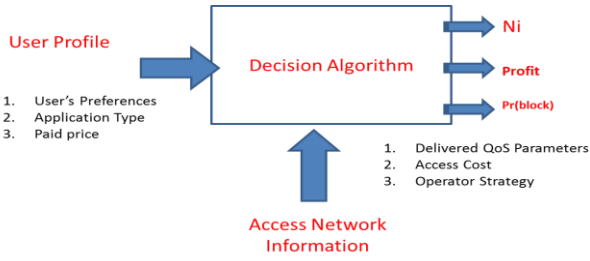 User Profile
1. User's Preferences
2. Application Type
3. Paid price
Decision Algorithm
Ni
Profit
Pr(block)
1. Delivered QoS Parameters
2. Access Cost
3. Operator Strategy
Access Network
Information